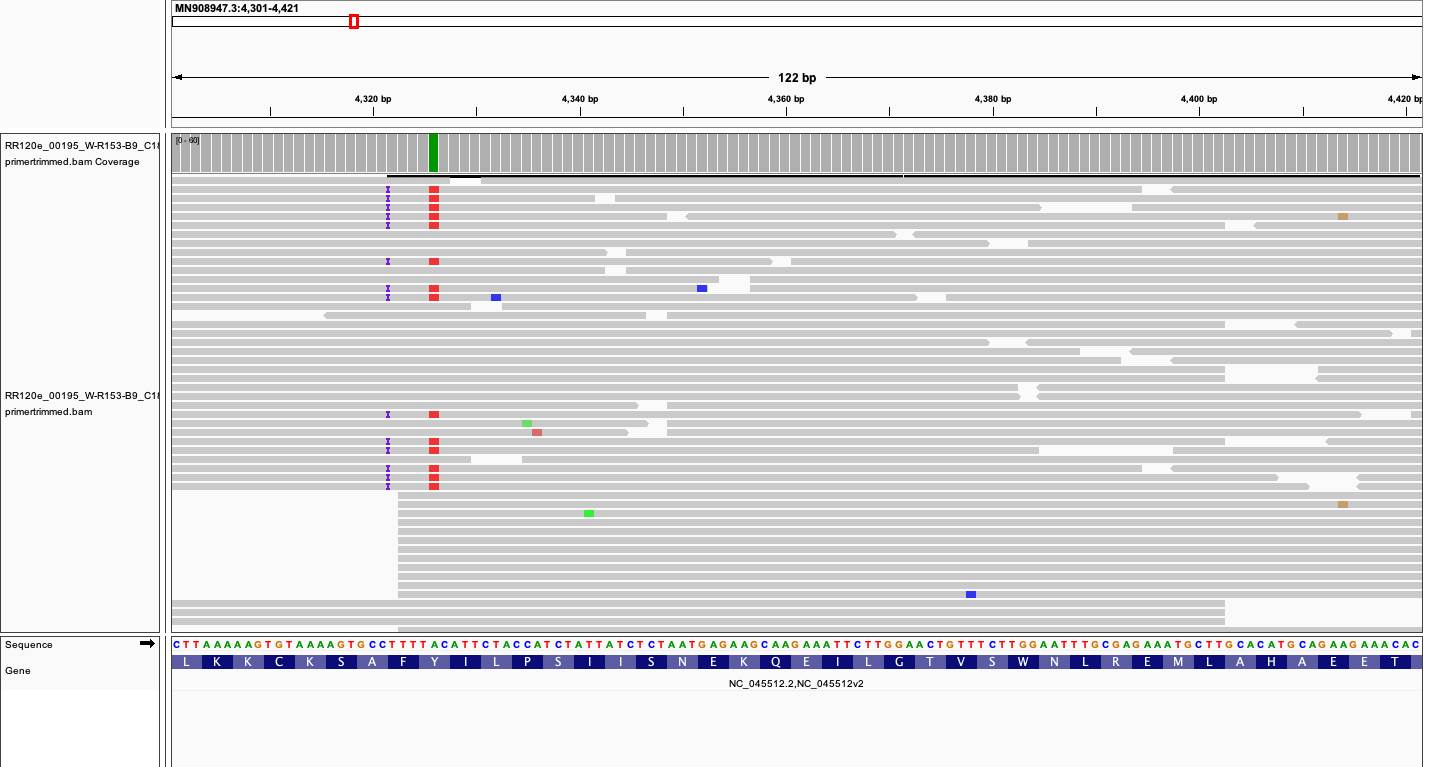 MN908947.3:4,301-4,421
122 bp
4,320 bp 4,340 bp 4,360 bp 4,380 bp 4,400 bp 4,420 bp
RR120e_00195_W-R153-B9_C18
primertrimmed.bam Coverage
[0 - 60]
RR120e_00195_W-R153-B9_C18
primertrimmed.bam
Sequence
CTTAAAAAGTGTAAAAGTGCCTTTTACATTCTACCATCTATTATCTCTAATGAGAAGCAAGAAATTCTTGGAACTGTTTCTTGGAATTTGCGAGAAATGCTTGCACATGCAGAAGAAACAC
Gene
L K K C K S A F Y I L P S I I S N E K Q E I L G T V S W N L R E M L A H A E E T
NC_045512.2,NC_045512v2